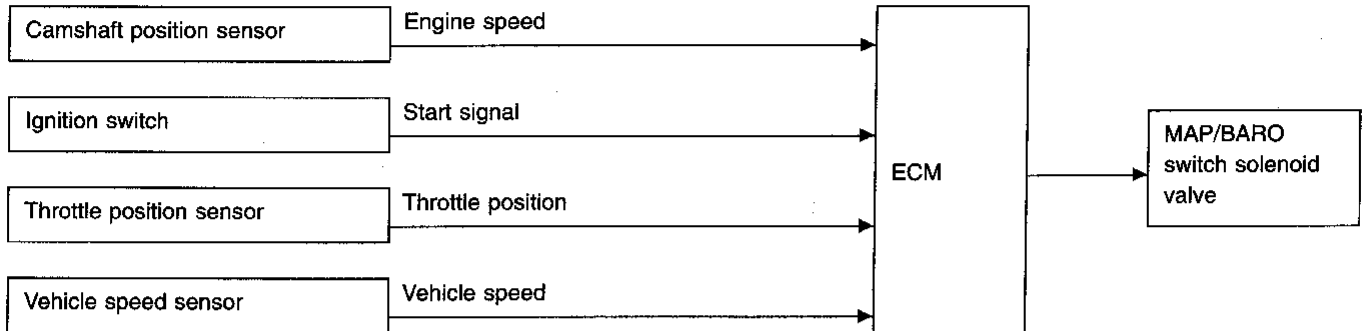 Camshaft position sensor
Engine speed
Ignition switch
Start signal
Throttle position sensor
Throttle position
Vehicle speed sensor
Vehicle speed
ECM
MAP/BARO
switch solenoid
valve